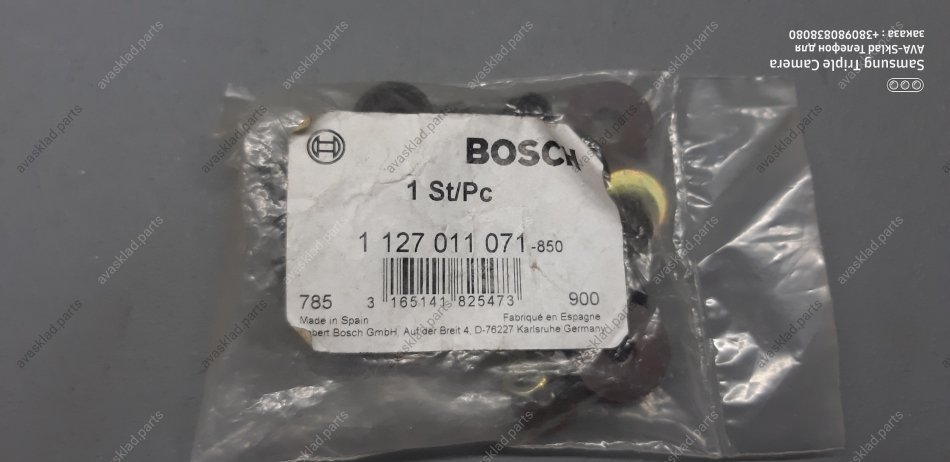 BOSCH
1 St/Pc
1 127 011 071-850
785 3 165141 825473 900
Made in Spain Fabriqué en Espagne
bert Bosch GmbH, Auf der Breit 4, D-76227 Karlsruhe Germany
Samsung Triple Camera
AVA-Sklad Телефон для
заказа : +380980838080
avasklad.parts